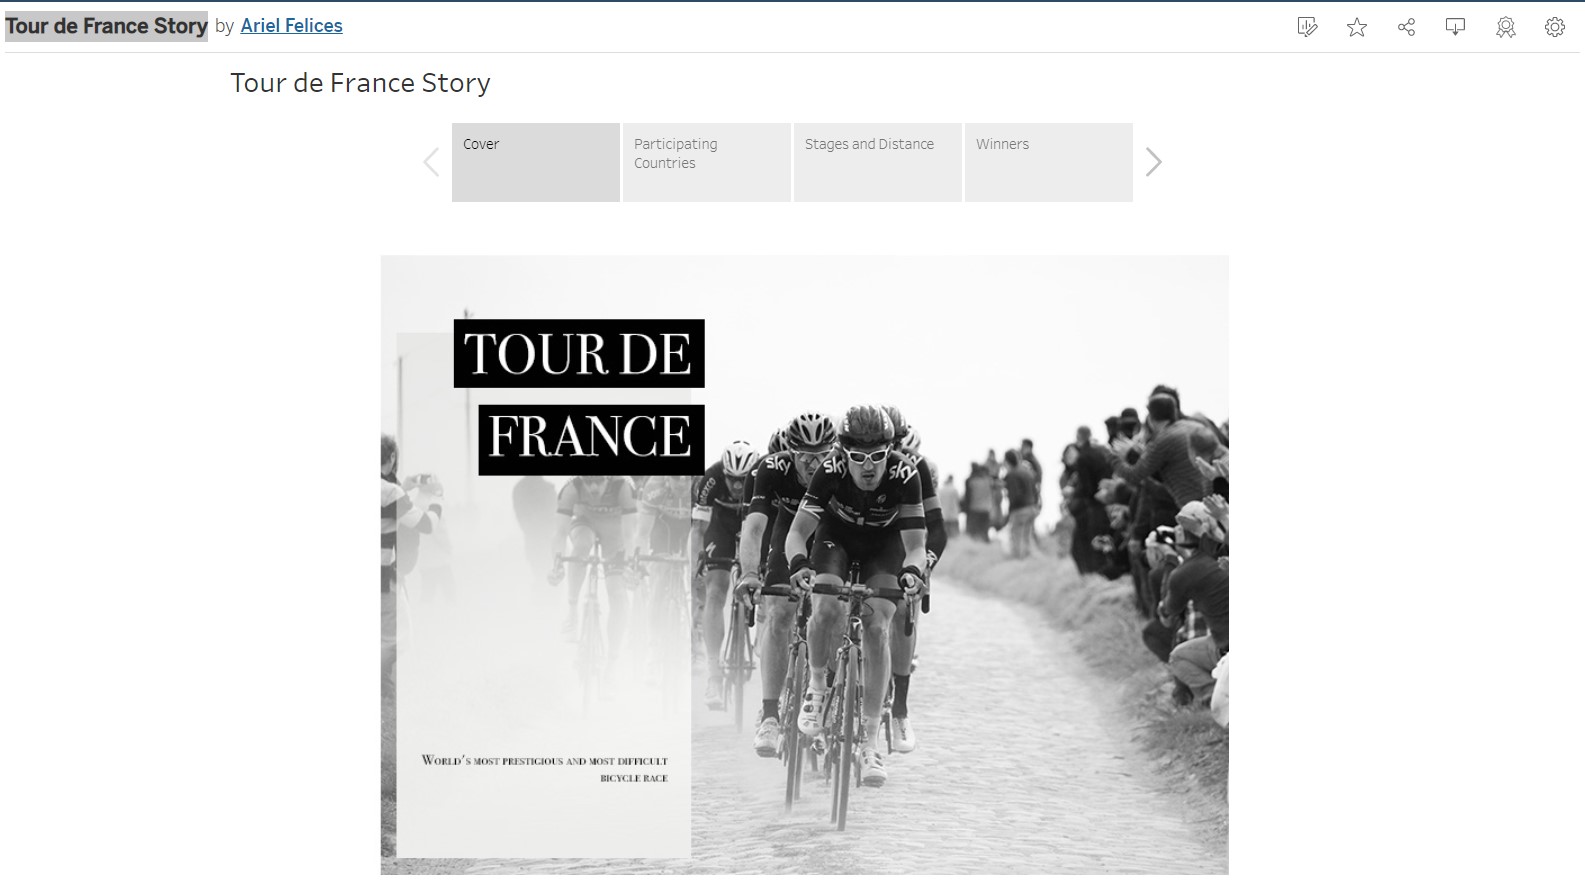 Tour de France Story by Ariel Felices
Tour de France Story
Cover
Participating
Countries
Stages and Distance
Winners
TOUR DE
FRANCE
sky
sky
sky
WORLD'S MOST PRESTIGIOUS AND MOST DIFFICULT
BICYCLE RACE